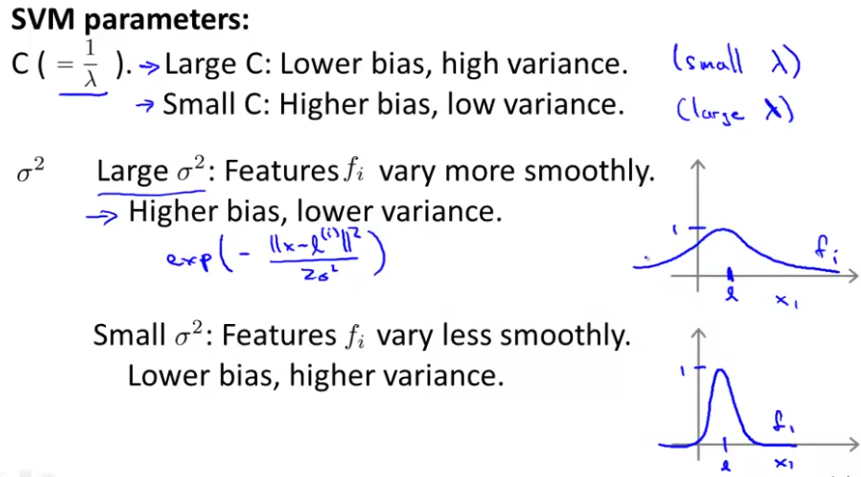 SVM parameters:
C ( = 1/λ ). → Large C: Lower bias, high variance. (small λ)
→ Small C: Higher bias, low variance. (large λ)
σ² Large σ²: Features fᵢ vary more smoothly.
→ Higher bias, lower variance.
exp(- ||x-l⁽ⁱ⁾||² / 2σ²)
1
fᵢ
l x₁
Small σ²: Features fᵢ vary less smoothly.
Lower bias, higher variance.
1
fᵢ
l x₁